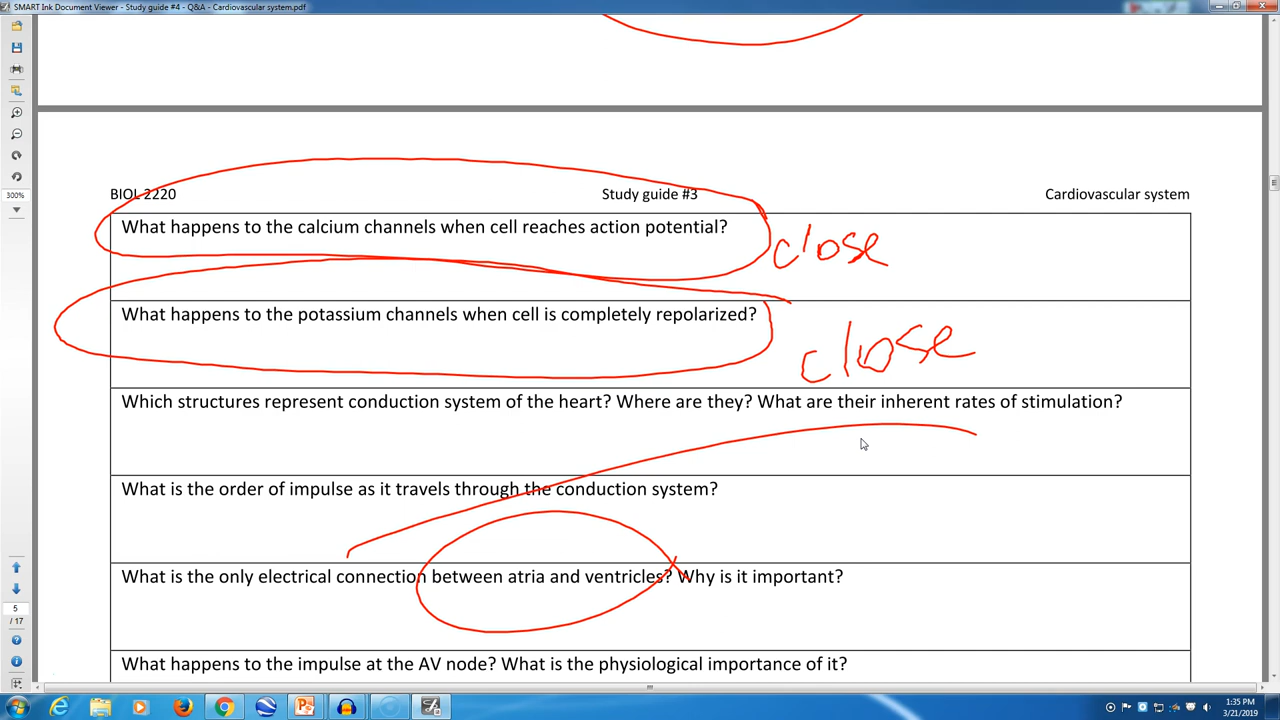 SMART Ink Document Viewer - Study guide #4 - Q&A - Cardiovascular system.pdf
300%
BIOL 2220 Study guide #3 Cardiovascular system
What happens to the calcium channels when cell reaches action potential?
close
What happens to the potassium channels when cell is completely repolarized?
close
Which structures represent conduction system of the heart? Where are they? What are their inherent rates of stimulation?
What is the order of impulse as it travels through the conduction system?
What is the only electrical connection between atria and ventricles? Why is it important?
5
/ 17
What happens to the impulse at the AV node? What is the physiological importance of it?
1:35 PM
3/21/2019